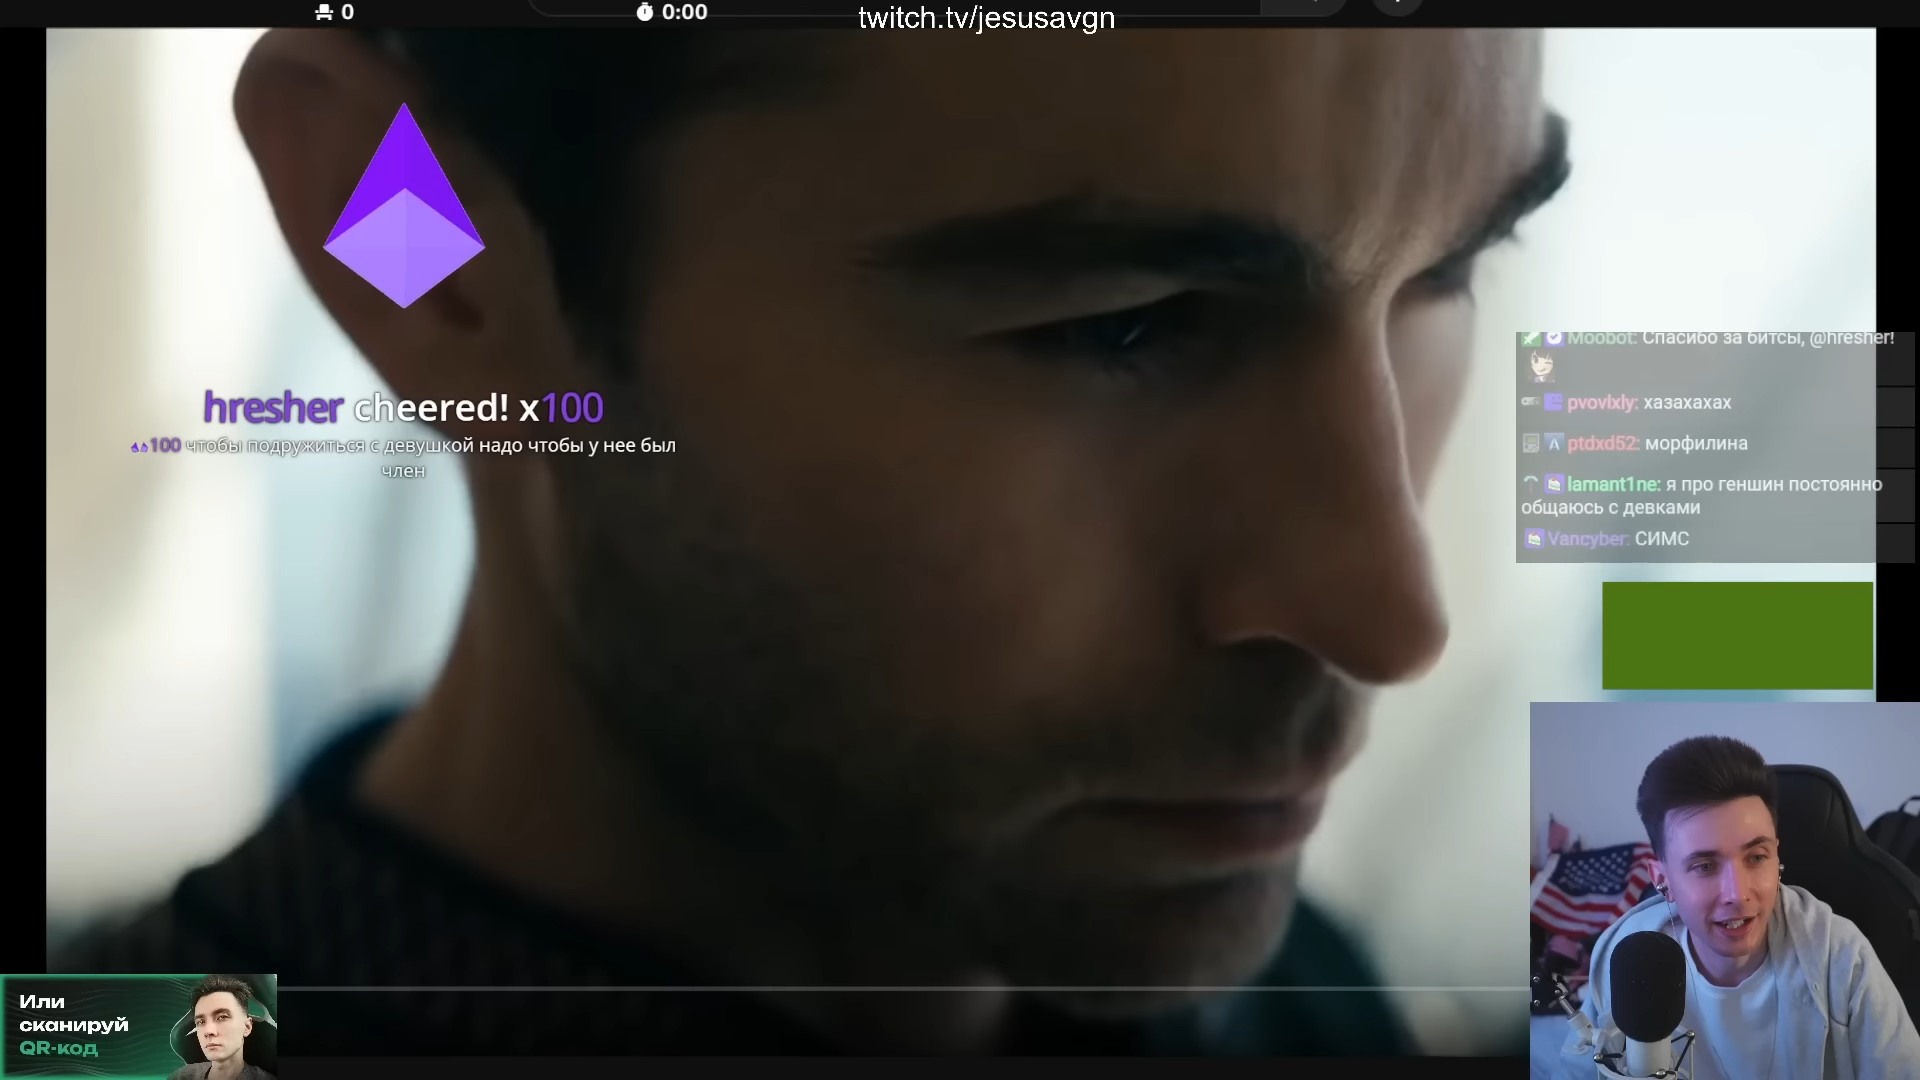 0
0:00
twitch.tv/jesusavgn
hresher cheered! x100
100 чтобы подружиться с девушкой надо чтобы у нее был
член
Moobot: Спасибо за битсы, @hresher!
pvovlxly: хазахахах
ptdxd52: морфилина
lamant1ne: я про геншин постоянно
общаюсь с девками
Vancyber: СИМС
Или
сканируй
QR-код